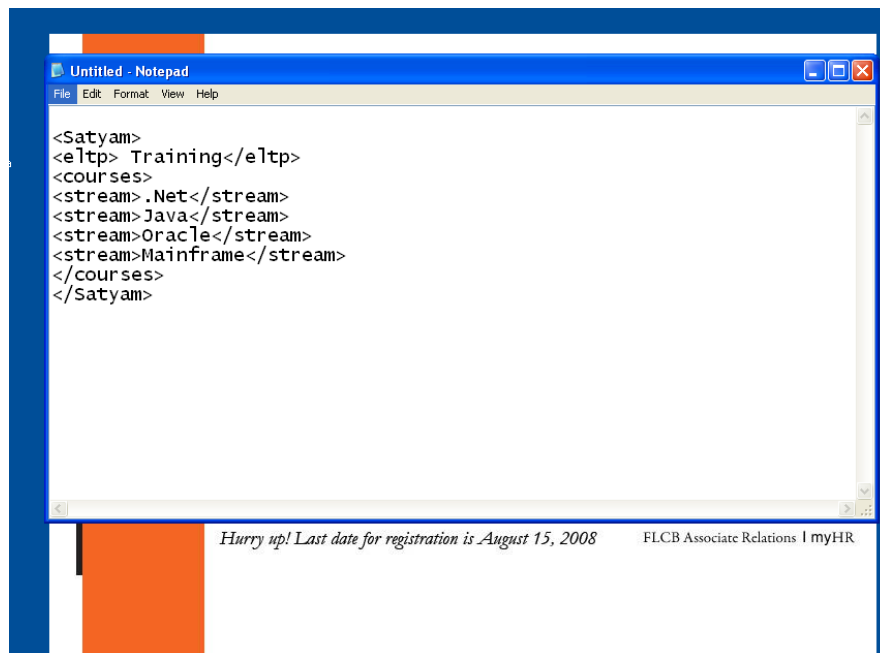 Untitled - Notepad
File Edit Format View Help
<Satyam>
<eltp> Training</eltp>
<courses>
<stream>.Net</stream>
<stream>Java</stream>
<stream>Oracle</stream>
<stream>Mainframe</stream>
</courses>
</Satyam>
Hurry up! Last date for registration is August 15, 2008 FLCB Associate Relations I myHR